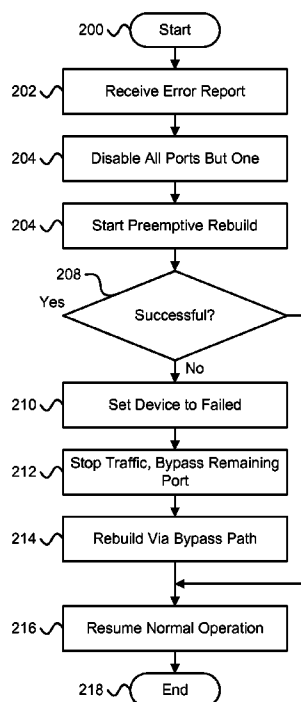 200 Start
202 Receive Error Report
204 Disable All Ports But One
204 Start Preemptive Rebuild
208
Yes
Successful?
No
210 Set Device to Failed
212 Stop Traffic, Bypass Remaining
Port
214 Rebuild Via Bypass Path
216 Resume Normal Operation
218 End